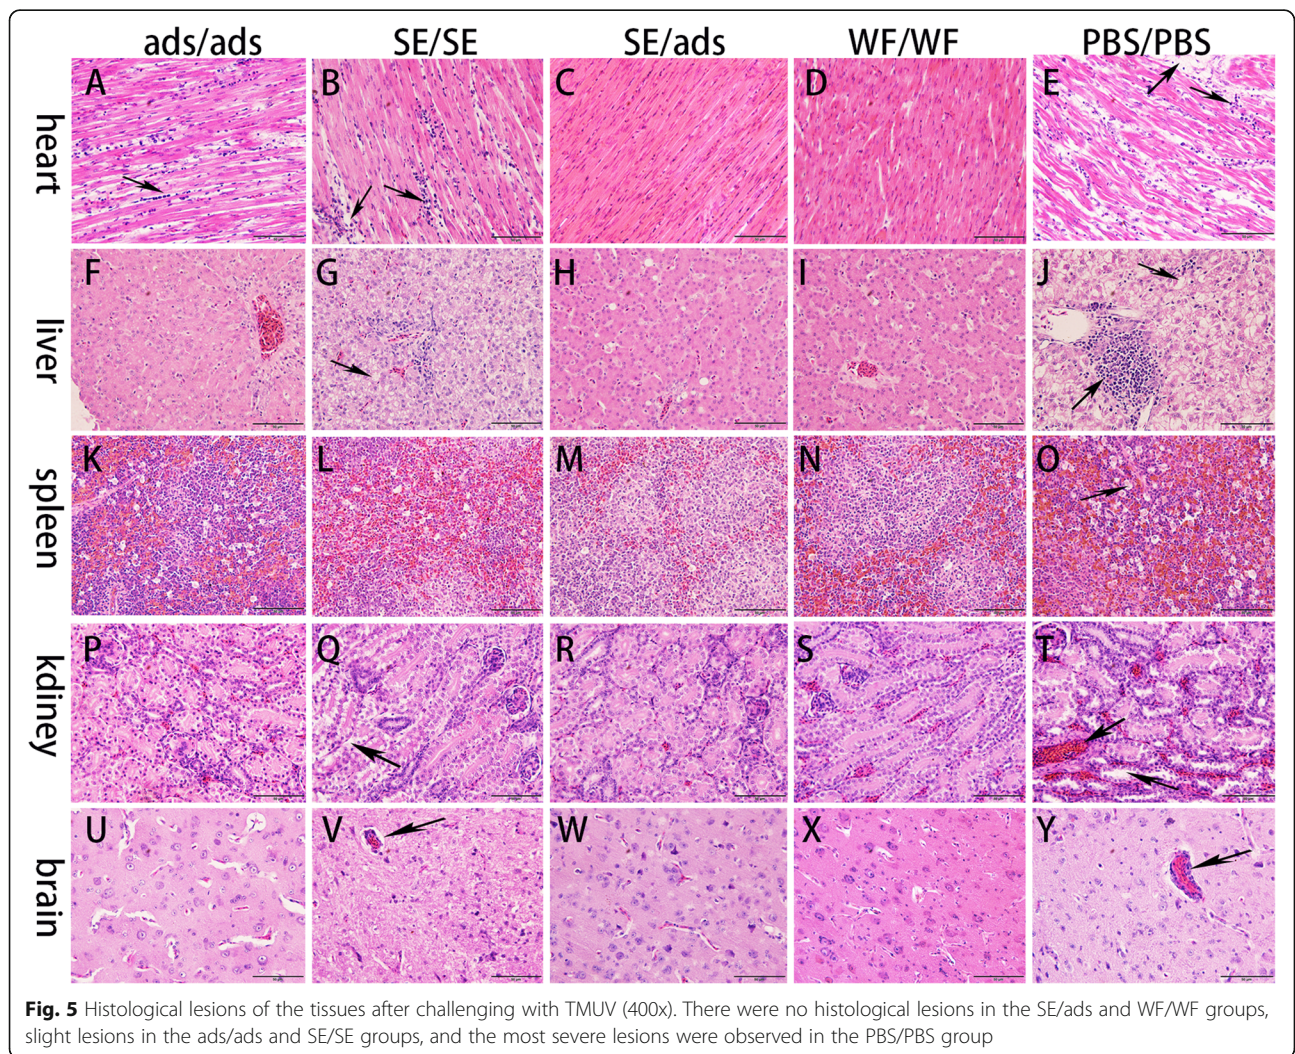 ads/ads SE/SE SE/ads WF/WF PBS/PBS
heart
A B C D E
liver
F G H I J
spleen
K L M N O
kdiney
P Q R S T
brain
U V W X Y
Fig. 5 Histological lesions of the tissues after challenging with TMUV (400x). There were no histological lesions in the SE/ads and WF/WF groups,
slight lesions in the ads/ads and SE/SE groups, and the most severe lesions were observed in the PBS/PBS group